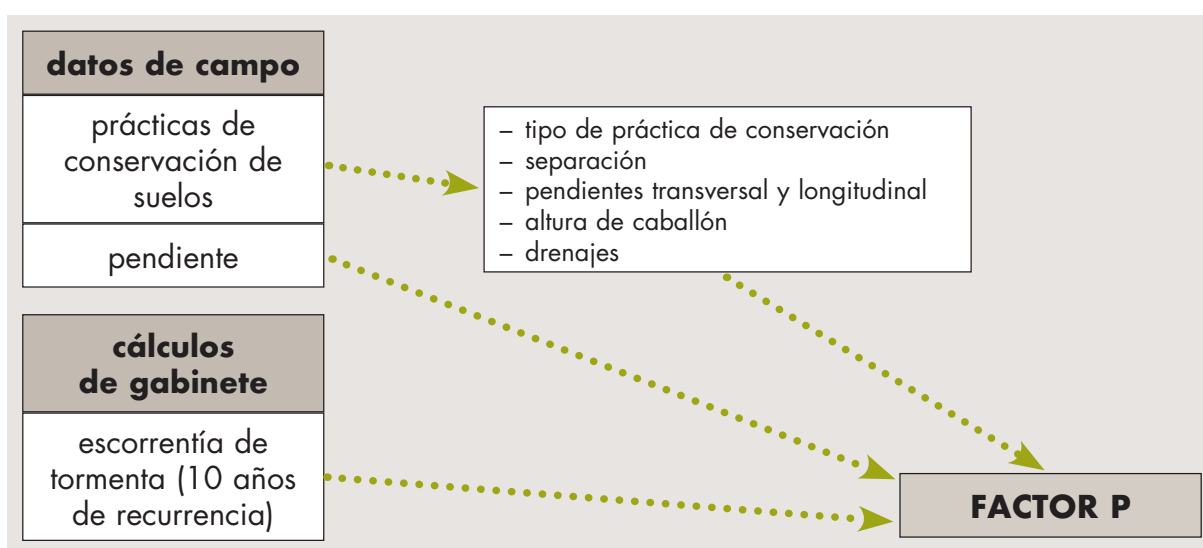 datos de campo
prácticas de
conservación de
suelos
pendiente
– tipo de práctica de conservación
– separación
– pendientes transversal y longitudinal
– altura de caballón
– drenajes
cálculos
de gabinete
escorrentía de
tormenta (10 años
de recurrencia)
FACTOR P